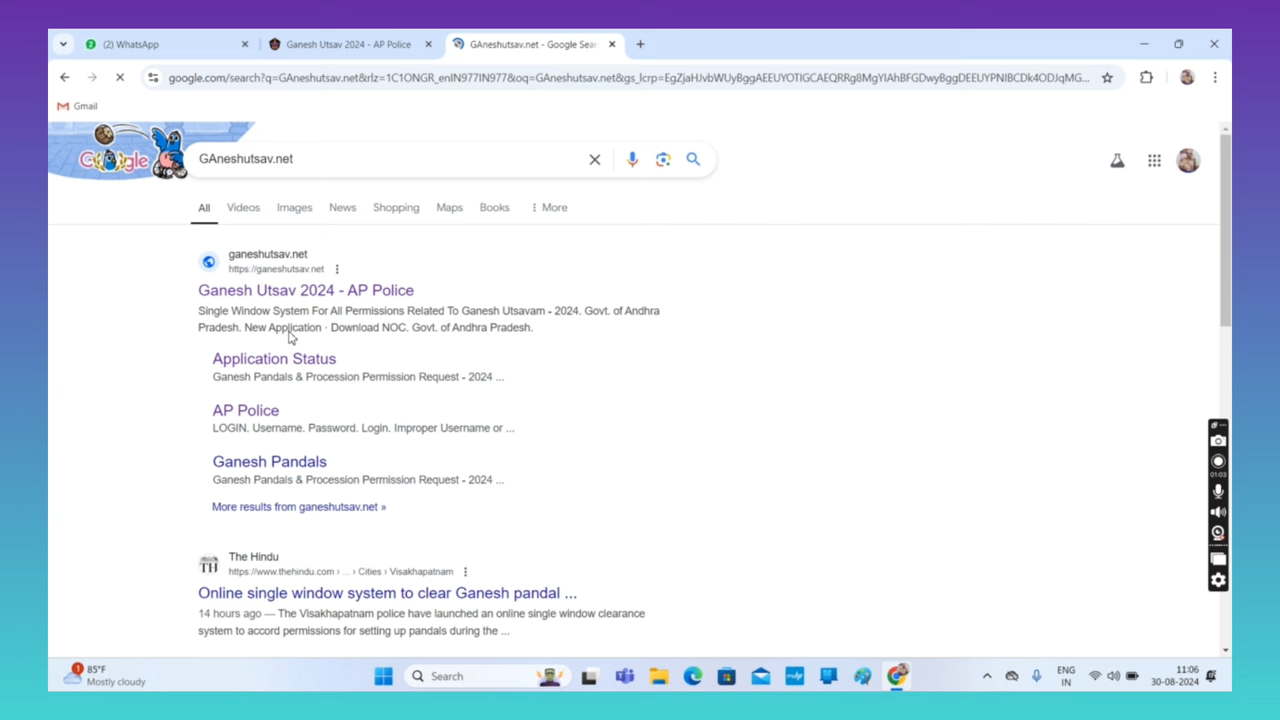 (2) WhatsApp
Ganesh Utsav 2024 - AP Police
GAneshutsav.net - Google Sear
google.com/search?q=GAneshutsav.net&rlz=1C1ONGR_enIN977IN977&oq=GAneshutsav.net&gs_lcrp=EgZjaHJvbWUyBggAEEUYOTIGCAEQRRg8MgYIAhBFGDwyBggDEEUYPNIBCDk4ODJqMG...
Gmail
Google
GAneshutsav.net
All Videos Images News Shopping Maps Books More
ganeshutsav.net
https://ganeshutsav.net
Ganesh Utsav 2024 - AP Police
Single Window System For All Permissions Related To Ganesh Utsavam - 2024. Govt. of Andhra
Pradesh. New Application · Download NOC. Govt. of Andhra Pradesh.
Application Status
Ganesh Pandals & Procession Permission Request - 2024 ...
AP Police
LOGIN. Username. Password. Login. Improper Username or ...
Ganesh Pandals
Ganesh Pandals & Procession Permission Request - 2024 ...
More results from ganeshutsav.net »
TH
The Hindu
https://www.thehindu.com › ... › Cities › Visakhapatnam
Online single window system to clear Ganesh pandal ...
14 hours ago — The Visakhapatnam police have launched an online single window clearance
system to accord permissions for setting up pandals during the ...
01:03
1
85°F
Mostly cloudy
Search
ENG
IN
11:06
30-08-2024